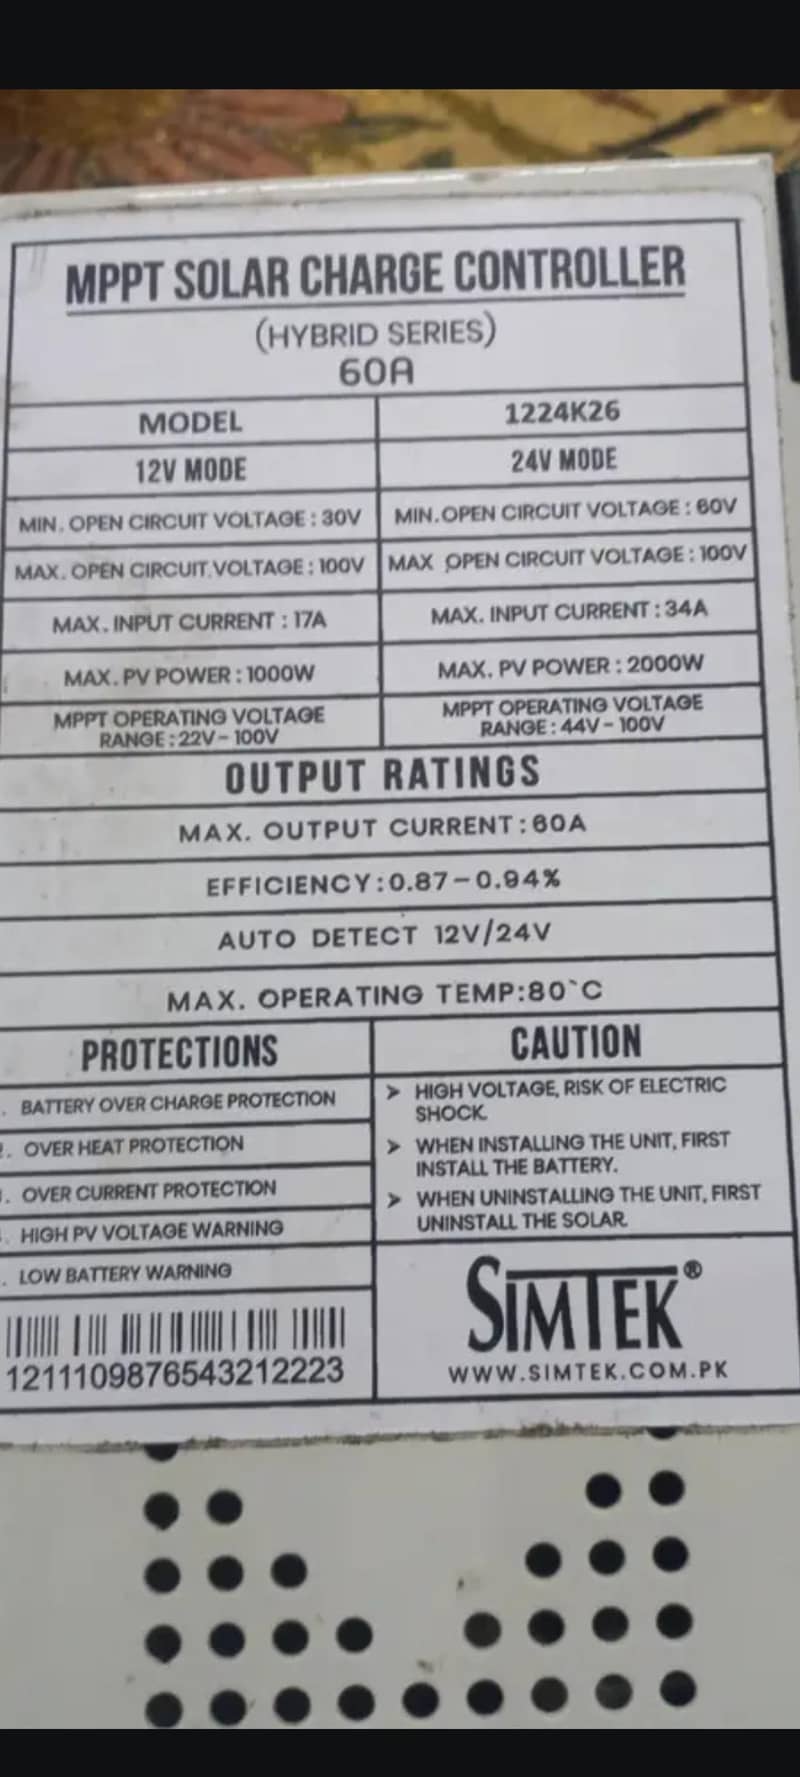 MPPT SOLAR CHARGE CONTROLLER
(HYBRID SERIES)
60A
MODEL
1224K26
12V MODE
24V MODE
MIN. OPEN CIRCUIT VOLTAGE : 30V
MIN. OPEN CIRCUIT VOLTAGE : 60V
MAX. OPEN CIRCUIT VOLTAGE : 100V
MAX OPEN CIRCUIT VOLTAGE : 100V
MAX. INPUT CURRENT : 17A
MAX. INPUT CURRENT : 34A
MAX. PV POWER : 1000W
MAX. PV POWER : 2000W
MPPT OPERATING VOLTAGE
RANGE : 22V - 100V
MPPT OPERATING VOLTAGE
RANGE : 44V - 100V
OUTPUT RATINGS
MAX. OUTPUT CURRENT : 60A
EFFICIENCY : 0.87 - 0.94%
AUTO DETECT 12V/24V
MAX. OPERATING TEMP:80`C
PROTECTIONS
. BATTERY OVER CHARGE PROTECTION
. OVER HEAT PROTECTION
. OVER CURRENT PROTECTION
. HIGH PV VOLTAGE WARNING
. LOW BATTERY WARNING
1211109876543212223
CAUTION
➤ HIGH VOLTAGE, RISK OF ELECTRIC
SHOCK.
➤ WHEN INSTALLING THE UNIT, FIRST
INSTALL THE BATTERY.
➤ WHEN UNINSTALLING THE UNIT, FIRST
UNINSTALL THE SOLAR.
SIMTEK®
WWW.SIMTEK.COM.PK